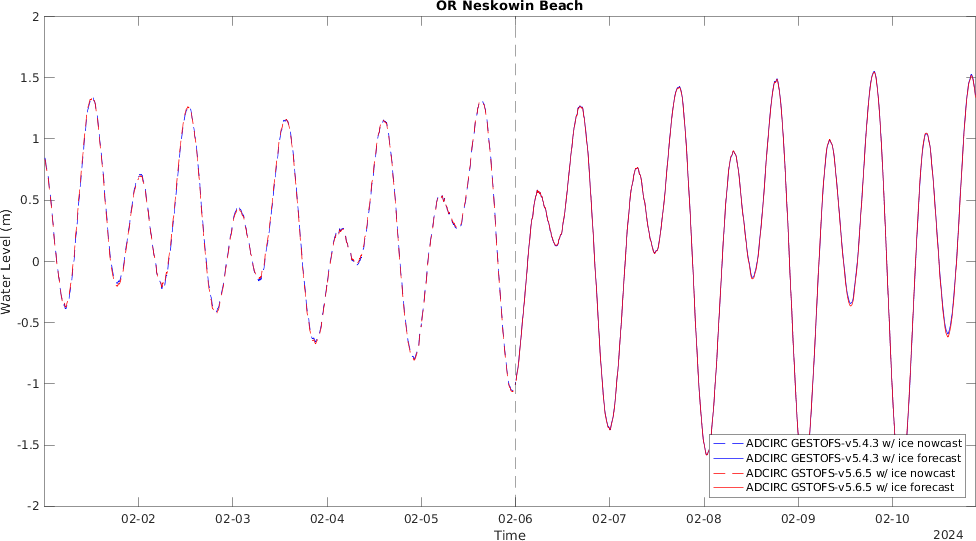 OR Neskowin Beach
2
1.5
1
0.5
0
-0.5
-1
-1.5
-2
Water Level (m)
02-02 02-03 02-04 02-05 02-06 02-07 02-08 02-09 02-10
Time
2024
ADCIRC GESTOFS-v5.4.3 w/ ice nowcast
ADCIRC GESTOFS-v5.4.3 w/ ice forecast
ADCIRC GSTOFS-v5.6.5 w/ ice nowcast
ADCIRC GSTOFS-v5.6.5 w/ ice forecast